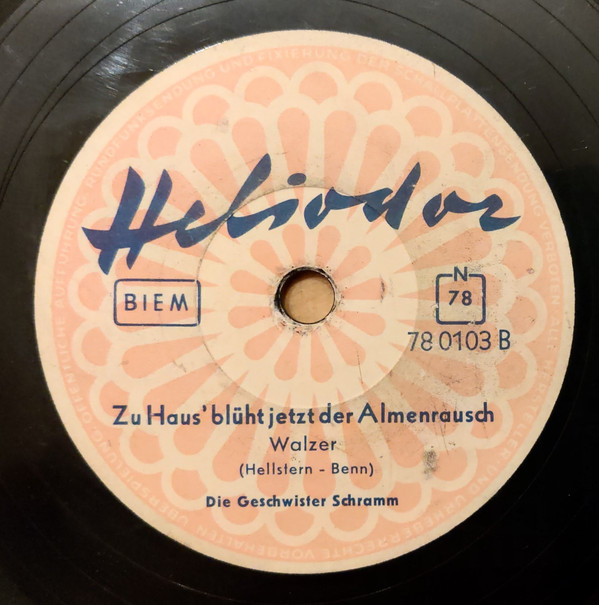 Heliodor
BIEM
N
78
78 0103 B
Zu Haus' blüht jetzt der Almenrausch
Walzer
(Hellstern - Benn)
Die Geschwister Schramm